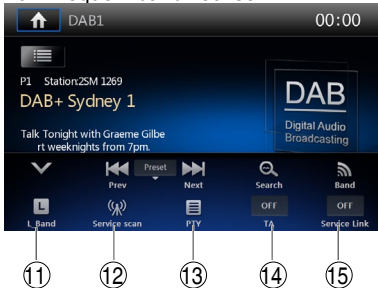 DAB1
00:00
P1 Station:2SM 1269
DAB+ Sydney 1
DAB
Digital Audio
Broadcasting
Talk Tonight with Graeme Gilbe
rt weeknights from 7pm.
Prev
Preset
Next
Search
Band
L
OFF
OFF
L_Band
Service scan
PTY
TA
Service Link
11
12
13
14
15